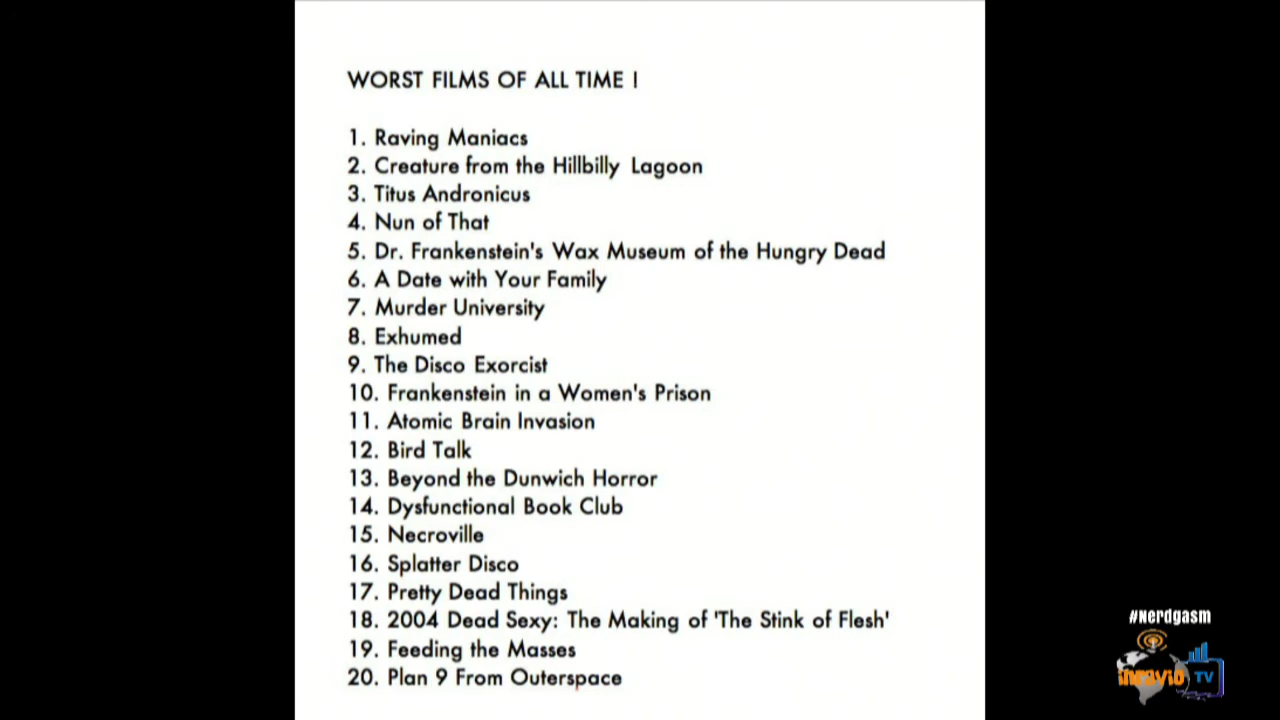 WORST FILMS OF ALL TIME !
1. Raving Maniacs
2. Creature from the Hillbilly Lagoon
3. Titus Andronicus
4. Nun of That
5. Dr. Frankenstein's Wax Museum of the Hungry Dead
6. A Date with Your Family
7. Murder University
8. Exhumed
9. The Disco Exorcist
10. Frankenstein in a Women's Prison
11. Atomic Brain Invasion
12. Bird Talk
13. Beyond the Dunwich Horror
14. Dysfunctional Book Club
15. Necroville
16. Splatter Disco
17. Pretty Dead Things
18. 2004 Dead Sexy: The Making of 'The Stink of Flesh'
19. Feeding the Masses
20. Plan 9 From Outerspace
#Nerdgasm
TV